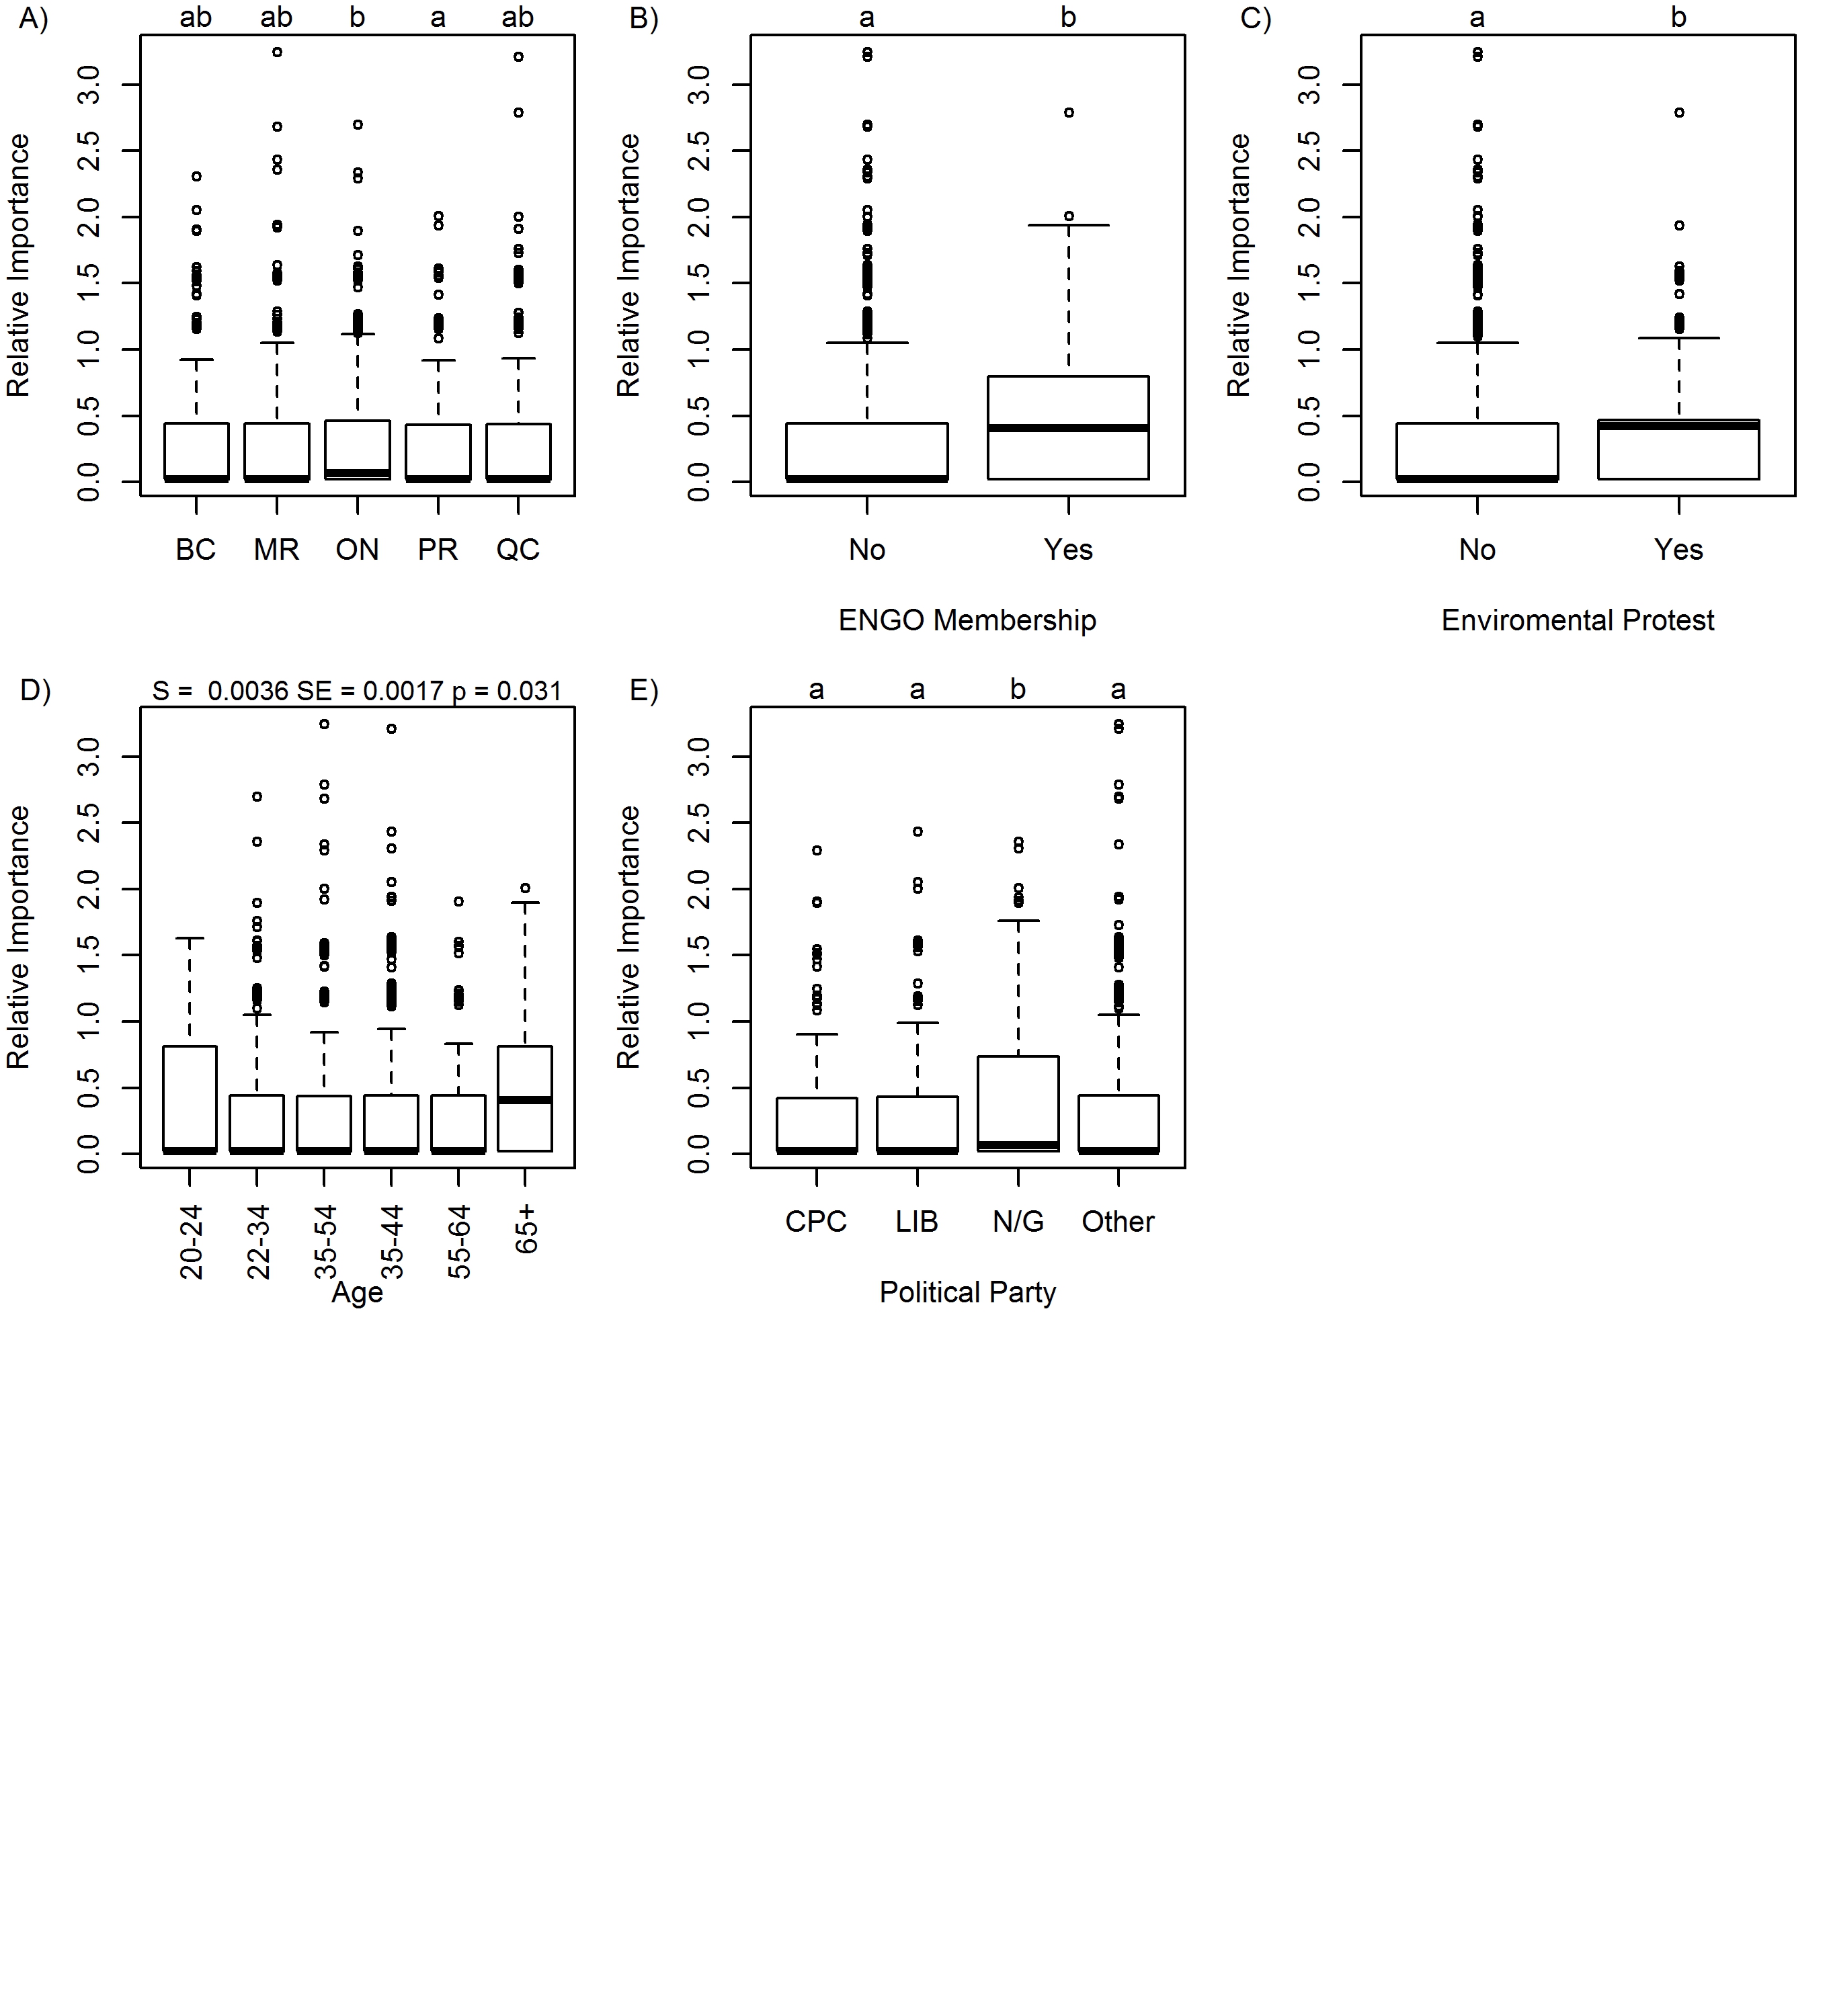 A)
ab ab b a ab
Relative Importance
0.0 0.5 1.0 1.5 2.0 2.5 3.0
BC MR ON PR QC
B)
a b
Relative Importance
0.0 0.5 1.0 1.5 2.0 2.5 3.0
No Yes
ENGO Membership
C)
a b
Relative Importance
0.0 0.5 1.0 1.5 2.0 2.5 3.0
No Yes
Enviromental Protest
D)
S = 0.0036 SE = 0.0017 p = 0.031
Relative Importance
0.0 0.5 1.0 1.5 2.0 2.5 3.0
20-24 22-34 35-54 35-44 55-64 65+
Age
E)
a a b a
Relative Importance
0.0 0.5 1.0 1.5 2.0 2.5 3.0
CPC LIB N/G Other
Political Party